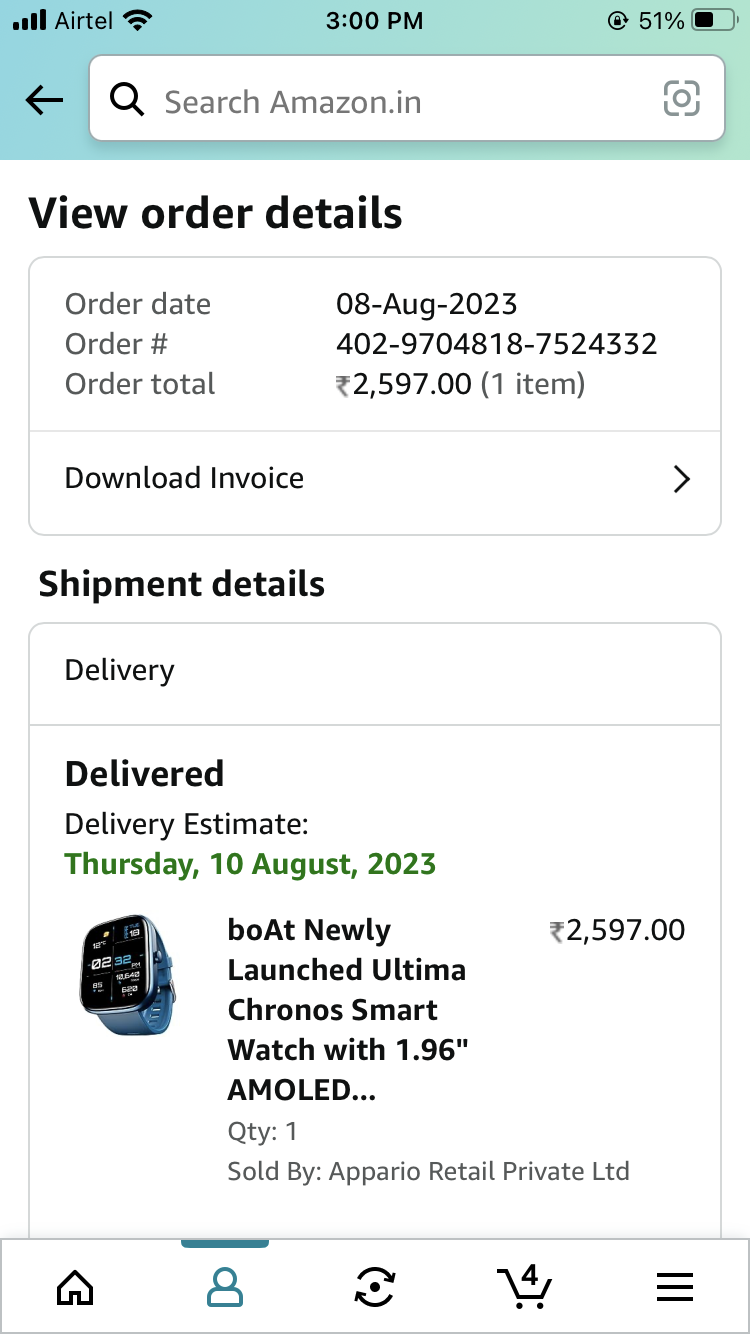 Airtel 3:00 PM 51%
Search Amazon.in
View order details
Order date 08-Aug-2023
Order # 402-9704818-7524332
Order total ₹2,597.00 (1 item)
Download Invoice
Shipment details
Delivery
Delivered
Delivery Estimate:
Thursday, 10 August, 2023
boAt Newly ₹2,597.00
Launched Ultima
Chronos Smart
Watch with 1.96"
AMOLED...
Qty: 1
Sold By: Appario Retail Private Ltd
4